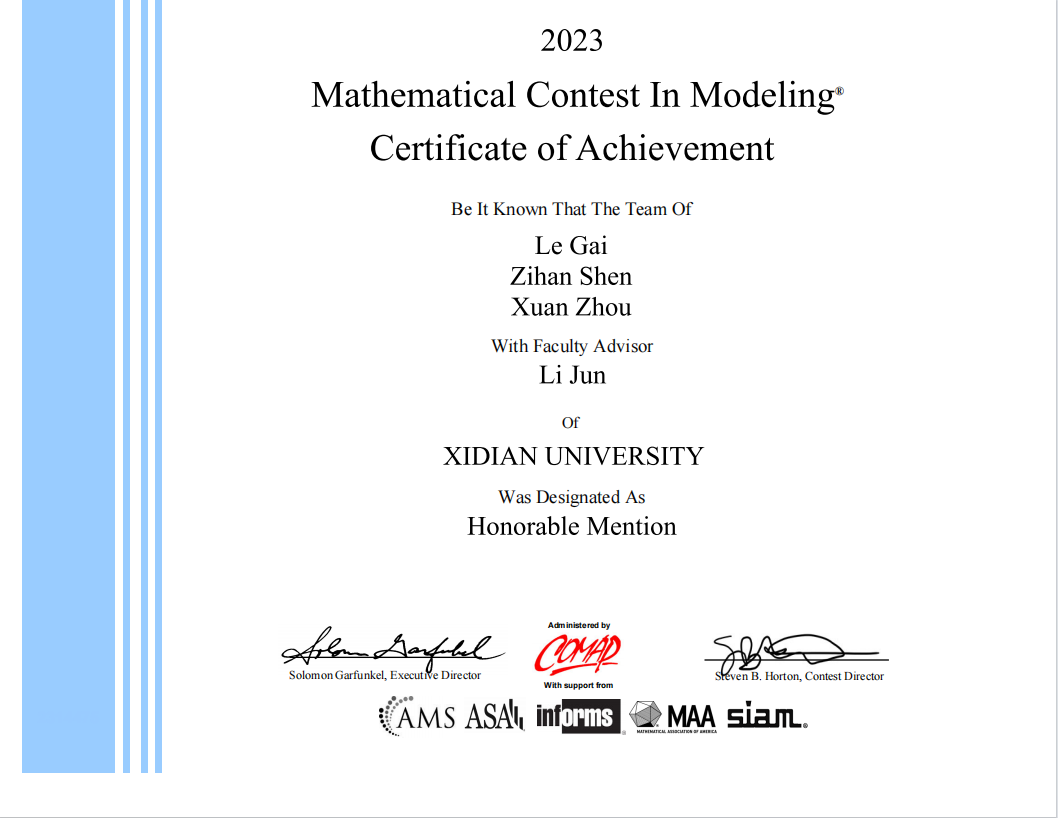 2023
Mathematical Contest In Modeling®
Certificate of Achievement
Be It Known That The Team Of
Le Gai
Zihan Shen
Xuan Zhou
With Faculty Advisor
Li Jun
Of
XIDIAN UNIVERSITY
Was Designated As
Honorable Mention
Administered by
COMAP
Solomon Garfunkel, Executive Director
Steven B. Horton, Contest Director
With support from
AMS ASA informs MAA siam®
MATHEMATICAL ASSOCIATION OF AMERICA